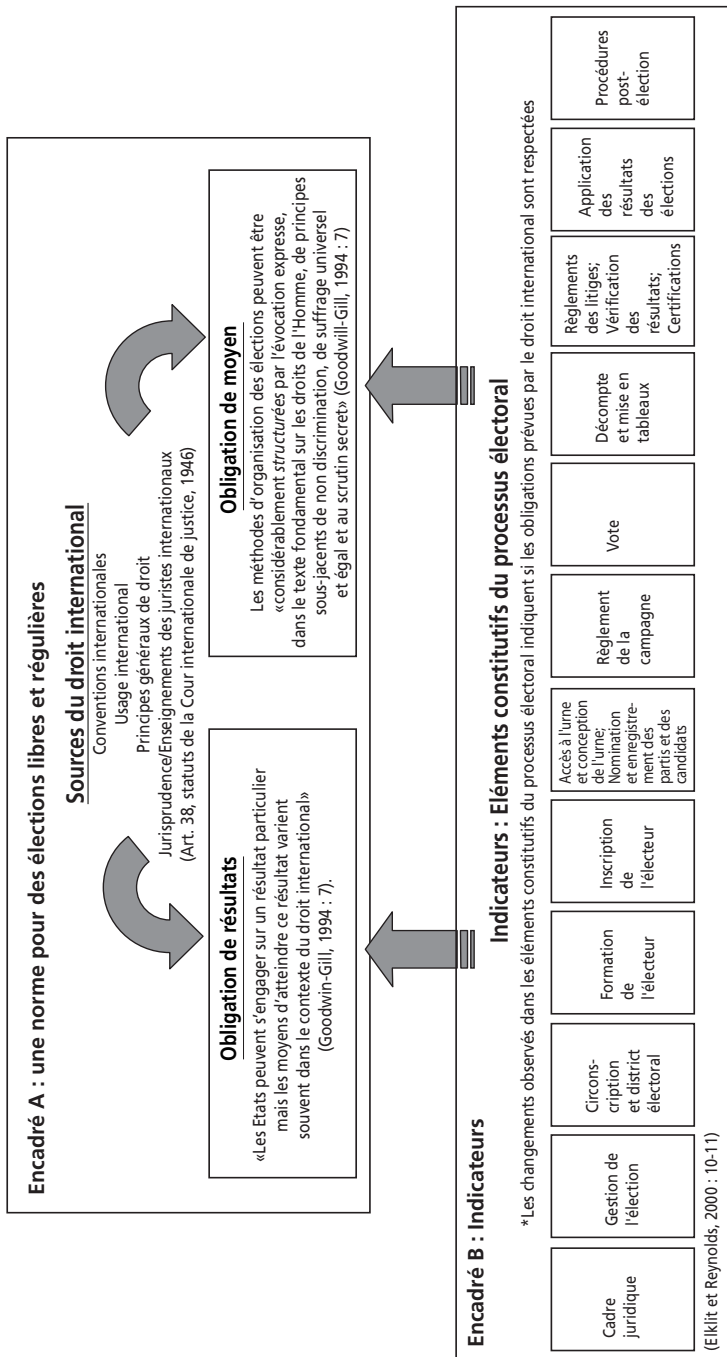 Encadré A : une norme pour des élections libres et régulières
Sources du droit international
Conventions internationales
Usage international
Principes généraux de droit
Jurisprudence/Enseignements des juristes internationaux
(Art. 38, statuts de la Cour internationale de justice, 1946)
Obligation de résultats
«Les Etats peuvent s'engager sur un résultat particulier
mais les moyens d'atteindre ce résultat varient
souvent dans le contexte du droit international»
(Goodwin-Gill, 1994 : 7).
Obligation de moyen
Les méthodes d'organisation des élections peuvent être
«considérablement structurées par l'évocation expresse,
dans le texte fondamental sur les droits de l'Homme, de principes
sous-jacents de non discrimination, de suffrage universel
et égal et au scrutin secret» (Goodwill-Gill, 1994 : 7)
Encadré B : Indicateurs
Indicateurs : Eléments constitutifs du processus électoral
*Les changements observés dans les éléments constitutifs du processus électoral indiquent si les obligations prévues par le droit international sont respectées
Cadre
juridique
Gestion de
l'élection
Circons-
cription
et district
électoral
Formation
de
l'électeur
Inscription
de
l'électeur
Accès à l'urne
et conception
de l'urne;
Nomination
et enregistre-
ment des
partis et des
candidats
Règlement
de la
campagne
Vote
Décompte
et mise en
tableaux
Règlements
des litiges;
Vérification
des
résultats;
Certifications
Application
des
résultats
des
élections
Procédures
post-
élection
(Elklit et Reynolds, 2000 : 10-11)